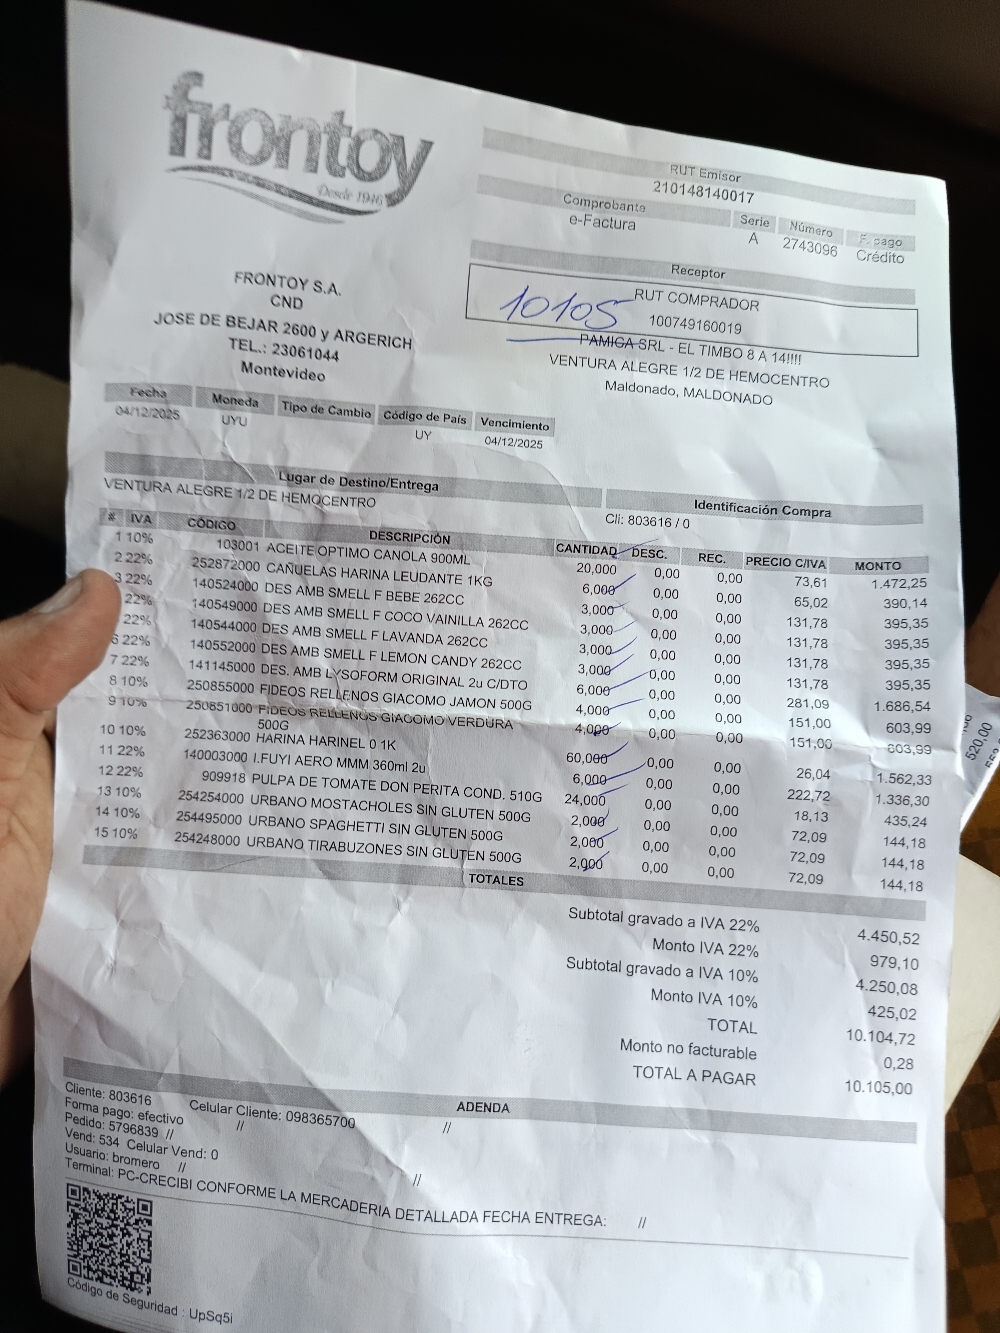 frontoy
Desde 1946
RUT Emisor
210148140017
Comprobante Serie Número F. pago
e-Factura A 2743096 Crédito
Receptor
10105
RUT COMPRADOR
100749160019
PAMIGA SRL - EL TIMBO 8 A 14!!!!
VENTURA ALEGRE 1/2 DE HEMOCENTRO
Maldonado, MALDONADO
FRONTOY S.A.
CND
JOSE DE BEJAR 2600 y ARGERICH
TEL.: 23061044
Montevideo
Fecha Moneda Tipo de Cambio Código de País Vencimiento
04/12/2025 UYU UY 04/12/2025
Lugar de Destino/Entrega
VENTURA ALEGRE 1/2 DE HEMOCENTRO
Identificación Compra
Cli: 803616 / 0
# IVA CÓDIGO DESCRIPCIÓN CANTIDAD DESC. REC. PRECIO C/IVA MONTO
1 10% 103001 ACEITE OPTIMO CANOLA 900ML 20,000 0,00 0,00 73,61 1.472,25
2 22% 252872000 CAÑUELAS HARINA LEUDANTE 1KG 6,000 0,00 0,00 65,02 390,14
3 22% 140524000 DES AMB SMELL F BEBE 262CC 3,000 0,00 0,00 131,78 395,35
22% 140549000 DES AMB SMELL F COCO VAINILLA 262CC 3,000 0,00 0,00 131,78 395,35
22% 140544000 DES AMB SMELL F LAVANDA 262CC 3,000 0,00 0,00 131,78 395,35
6 22% 140552000 DES AMB SMELL F LEMON CANDY 262CC 3,000 0,00 0,00 131,78 395,35
7 22% 141145000 DES. AMB LYSOFORM ORIGINAL 2u C/DTO 6,000 0,00 0,00 281,09 1.686,54
8 10% 250855000 FIDEOS RELLENOS GIACOMO JAMON 500G 4,000 0,00 0,00 151,00 603,99
9 10% 250851000 FIDEOS RELLENOS GIACOMO VERDURA 500G 4,000 0,00 0,00 151,00 603,99
10 10% 252363000 HARINA HARINEL 0 1K 60,000 0,00 0,00 26,04 1.562,33
11 22% 140003000 I.FUYI AERO MMM 360ml 2u 6,000 0,00 0,00 222,72 1.336,30
12 22% 909918 PULPA DE TOMATE DON PERITA COND. 510G 24,000 0,00 0,00 18,13 435,24
13 10% 254254000 URBANO MOSTACHOLES SIN GLUTEN 500G 2,000 0,00 0,00 72,09 144,18
14 10% 254495000 URBANO SPAGHETTI SIN GLUTEN 500G 2,000 0,00 0,00 72,09 144,18
15 10% 254248000 URBANO TIRABUZONES SIN GLUTEN 500G 2,000 0,00 0,00 72,09 144,18
TOTALES
Subtotal gravado a IVA 22% 4.450,52
Monto IVA 22% 979,10
Subtotal gravado a IVA 10% 4.250,08
Monto IVA 10% 425,02
TOTAL 10.104,72
Monto no facturable 0,28
TOTAL A PAGAR 10.105,00
ADENDA
Cliente: 803616 Celular Cliente: 098365700
Forma pago: efectivo // //
Pedido: 5796839 //
Vend: 534 Celular Vend: 0
Usuario: bromero // //
Terminal: PC-CRECIBI CONFORME LA MERCADERIA DETALLADA FECHA ENTREGA: //
Código de Seguridad : UpSq5i
520,00